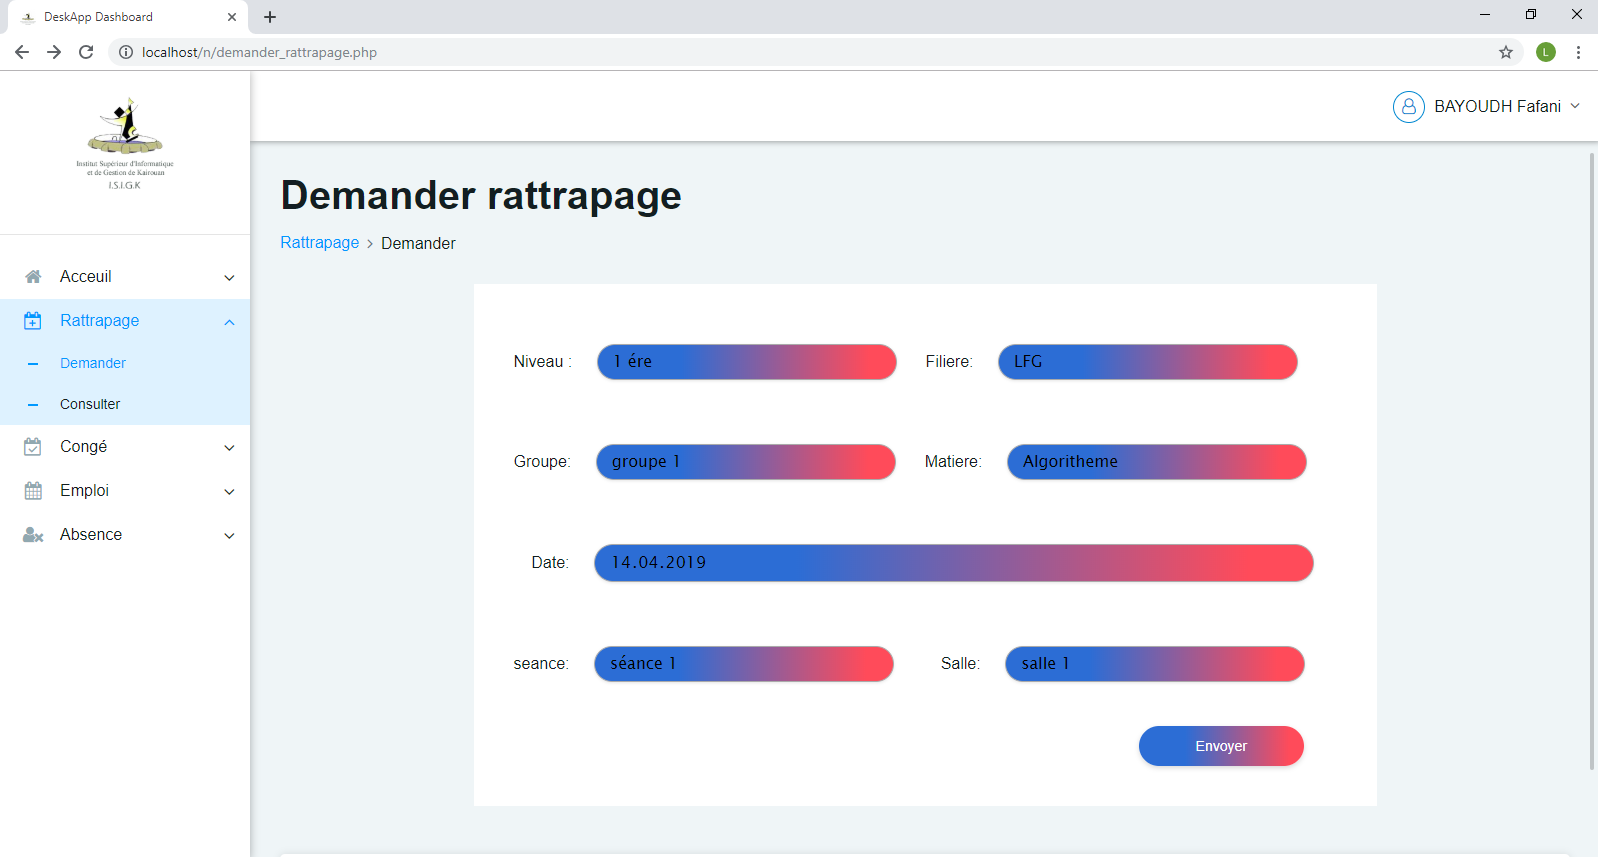 DeskApp Dashboard
localhost/n/demander_rattrapage.php
L
Institut Supérieur d'Informatique
et de Gestion de Kairouan
I.S.I.G.K
BAYOUDH Fafani
Acceuil
Rattrapage
Demander
Consulter
Congé
Emploi
Absence
Demander rattrapage
Rattrapage > Demander
Niveau : 1 ére Filiere: LFG
Groupe: groupe 1 Matiere: Algoritheme
Date: 14.04.2019
seance: séance 1 Salle: salle 1
Envoyer